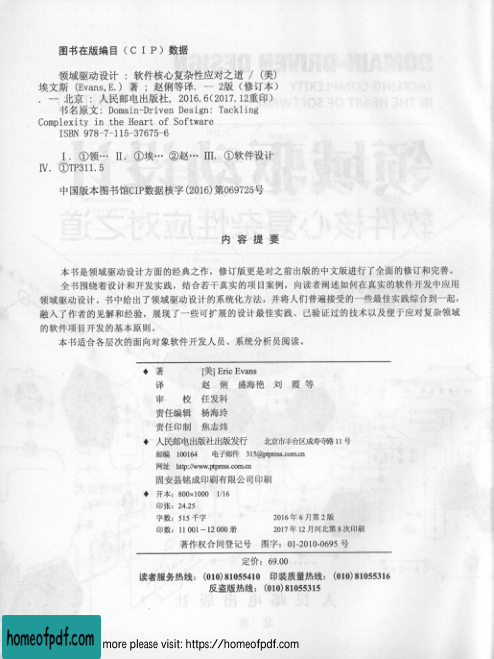 图书在版编目（CIP）数据
领域驱动设计 : 软件核心复杂性应对之道 / (美)
埃文斯 (Evans,E.) 著 ; 赵俐等译. -- 2版 (修订本)
. -- 北京 : 人民邮电出版社, 2016.6(2017.12重印)
书名原文: Domain-Driven Design: Tackling
Complexity in the Heart of Software
ISBN 978-7-115-37675-6
Ⅰ. ①领… Ⅱ. ①埃… ②赵… Ⅲ. ①软件设计
Ⅳ. ①TP311.5
中国版本图书馆CIP数据核字(2016)第069725号
内 容 提 要
本书是领域驱动设计方面的经典之作，修订版更是对之前出版的中文版进行了全面的修订和完善。
全书围绕着设计和开发实践，结合若干真实的项目案例，向读者阐述如何在真实的软件开发中应用
领域驱动设计。书中给出了领域驱动设计的系统化方法，并将人们普遍接受的一些最佳实践综合到一起，
融入了作者的见解和经验，展现了一些可扩展的设计最佳实践、已验证过的技术以及便于应对复杂领域
的软件项目开发的基本原则。
本书适合各层次的面向对象软件开发人员、系统分析员阅读。
◆ 著 [美] Eric Evans
译 赵 俐 盛海艳 刘 霞 等
审 校 任发科
责任编辑 杨海玲
责任印制 焦志炜
◆ 人民邮电出版社出版发行 北京市丰台区成寿寺路 11 号
邮编 100164 电子邮件 315@ptpress.com.cn
网址 http://www.ptpress.com.cn
固安县铭成印刷有限公司印刷
◆ 开本: 800×1000 1/16
印张: 24.25
字数: 515 千字 2016 年 6 月第 2 版
印数: 11 001 – 12 000 册 2017 年 12 月河北第 8 次印刷
著作权合同登记号 图字: 01-2010-0695 号
定价: 69.00
读者服务热线: (010)81055410 印装质量热线: (010)81055316
反盗版热线: (010)81055315
homeofpdf.com more please visit: https://homeofpdf.com